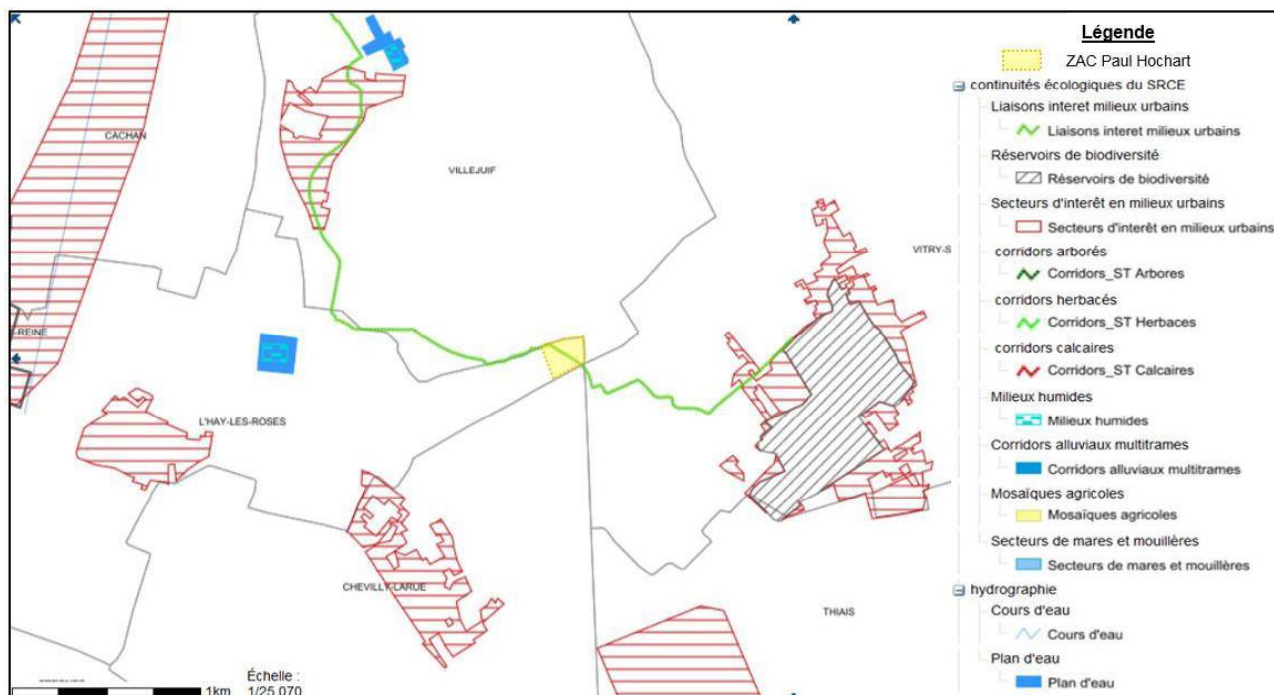 CACHAN
VILLEJUIF
VITRY-S
-REINE
L'HAY-LES-ROSES
CHEVILLY-LARUE
THIAIS
1km
Échelle :
1/25 070
Légende
ZAC Paul Hochart
continuités écologiques du SRCE
Liaisons interet milieux urbains
Liaisons interet milieux urbains
Réservoirs de biodiversité
Réservoirs de biodiversité
Secteurs d'intérêt en milieux urbains
Secteurs d'intérêt en milieux urbains
corridors arborés
Corridors_ST Arbores
corridors herbacés
Corridors_ST Herbaces
corridors calcaires
Corridors_ST Calcaires
Milieux humides
Milieux humides
Corridors alluviaux multitrames
Corridors alluviaux multitrames
Mosaïques agricoles
Mosaïques agricoles
Secteurs de mares et mouillères
Secteurs de mares et mouillères
hydrographie
Cours d'eau
Cours d'eau
Plan d'eau
Plan d'eau